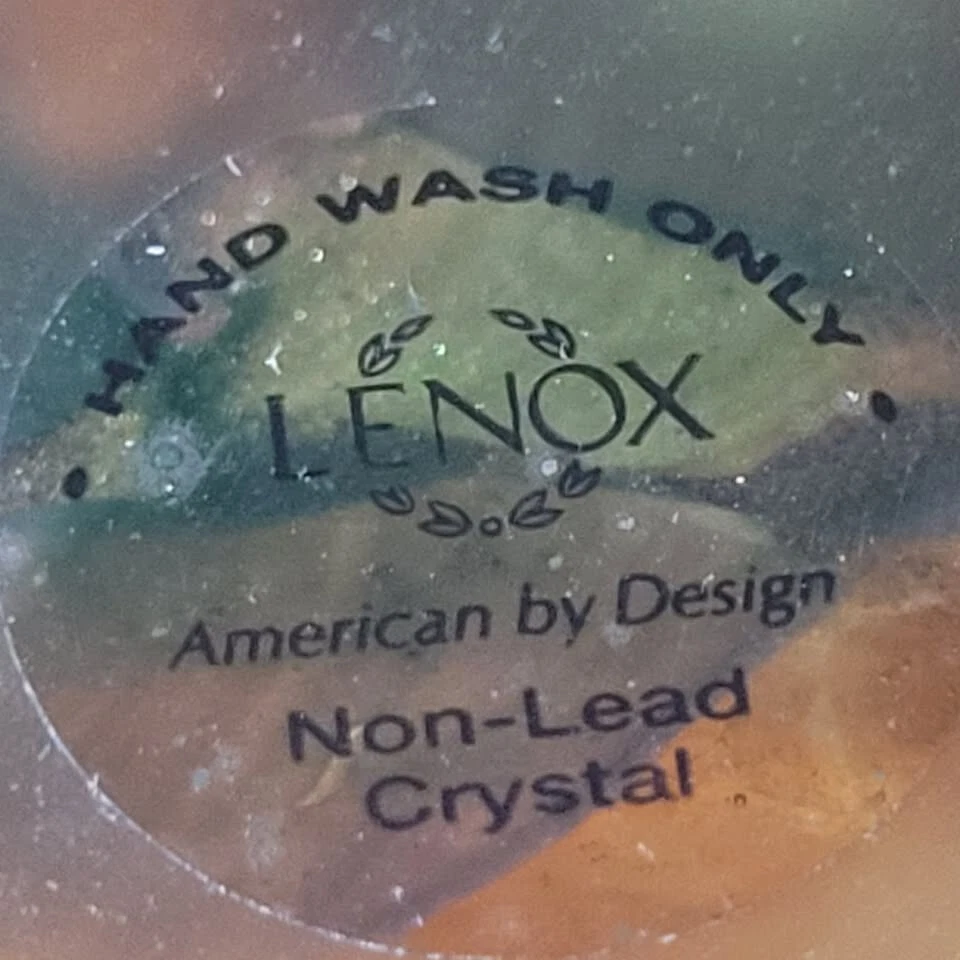 HAND WASH ONLY
LENOX
American by Design
Non-Lead
Crystal